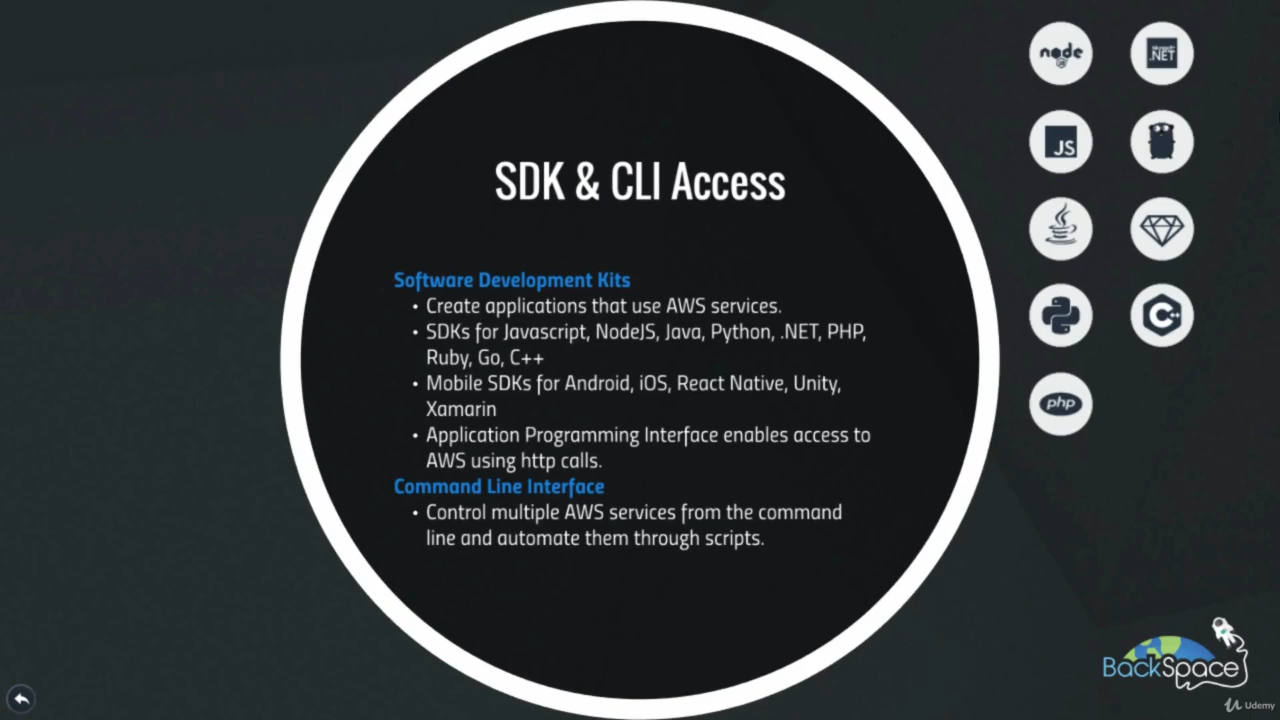 SDK & CLI Access
Software Development Kits
• Create applications that use AWS services.
• SDKs for Javascript, NodeJS, Java, Python, .NET, PHP,
Ruby, Go, C++
• Mobile SDKs for Android, iOS, React Native, Unity,
Xamarin
• Application Programming Interface enables access to
AWS using http calls.
Command Line Interface
• Control multiple AWS services from the command
line and automate them through scripts.
node
JS
Microsoft
.NET
JS
C++
php
BackSpace
Udemy